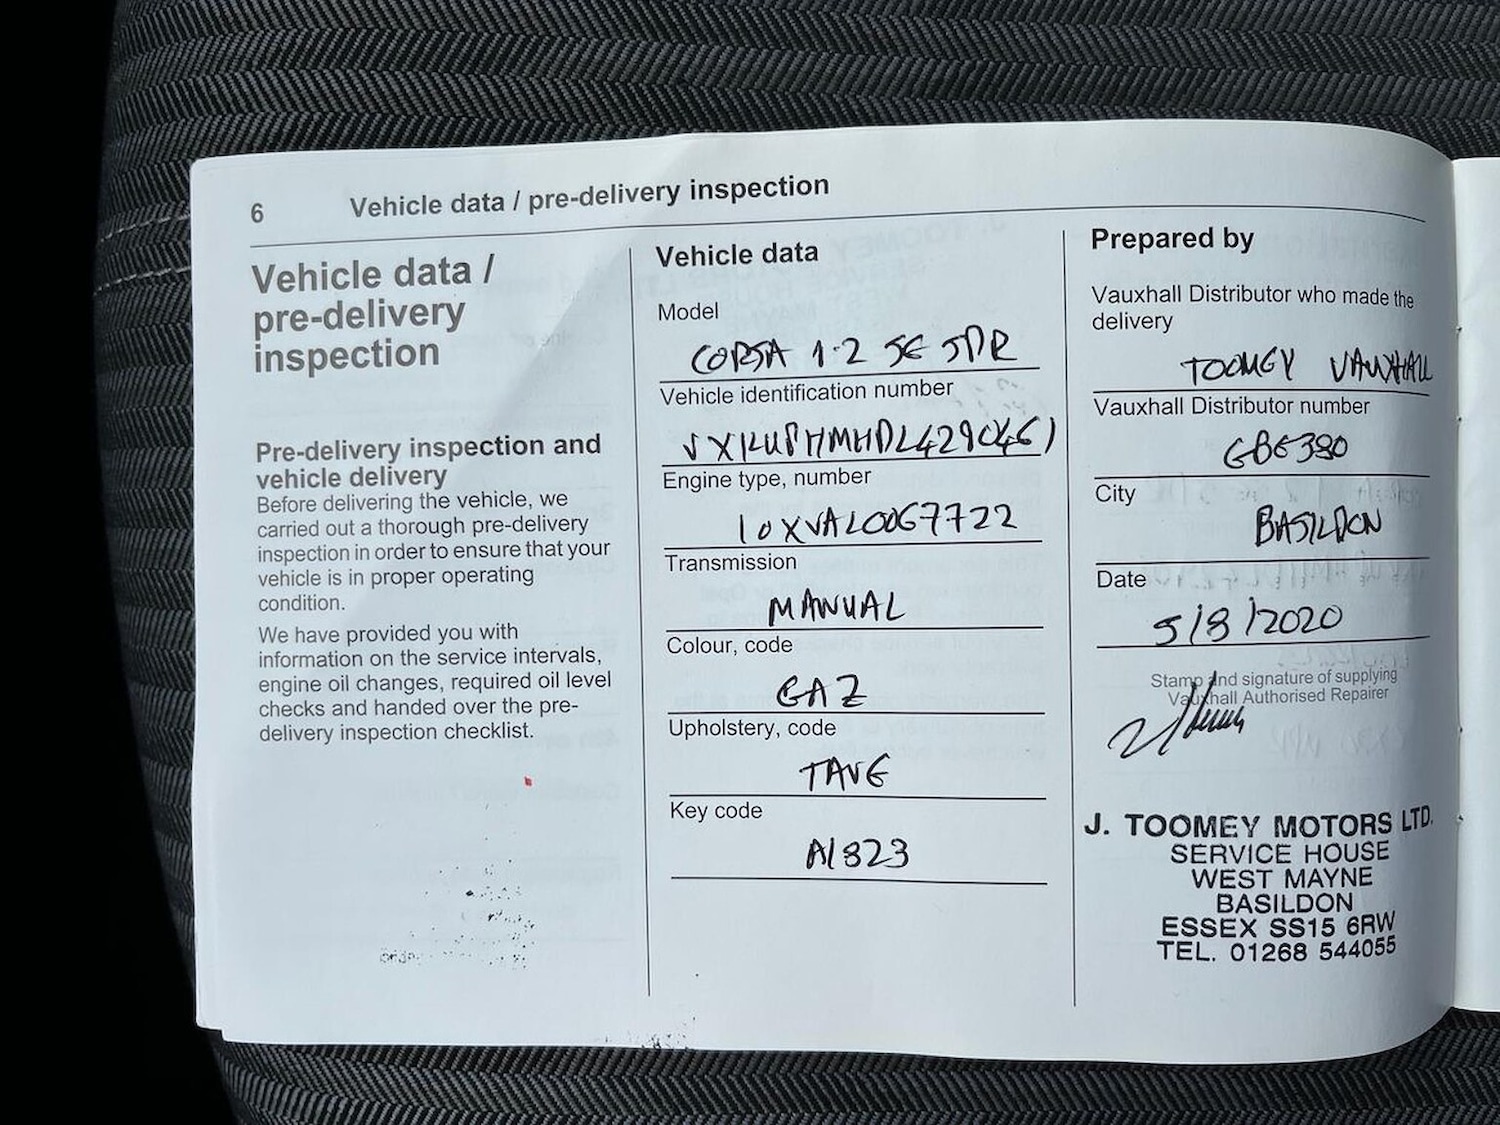 6 Vehicle data / pre-delivery inspection
Vehicle data /
pre-delivery
inspection
Pre-delivery inspection and
vehicle delivery
Before delivering the vehicle, we
carried out a thorough pre-delivery
inspection in order to ensure that your
vehicle is in proper operating
condition.
We have provided you with
information on the service intervals,
engine oil changes, required oil level
checks and handed over the pre-
delivery inspection checklist.
Vehicle data
Model
CORSA 1.2 SE 5DR
Vehicle identification number
Engine type, number
10XVAL0067722
Transmission
MANUAL
Colour, code
GAZ
Upholstery, code
TAVE
Key code
A1823
Prepared by
Vauxhall Distributor who made the
delivery
TOOMEY VAUXHALL
Vauxhall Distributor number
GBE380
City
BASILDON
Date
5/8/2020
Stamp and signature of supplying
Vauxhall Authorised Repairer
J. TOOMEY MOTORS LTD.
SERVICE HOUSE
WEST MAYNE
BASILDON
ESSEX SS15 6RW
TEL. 01268 544055